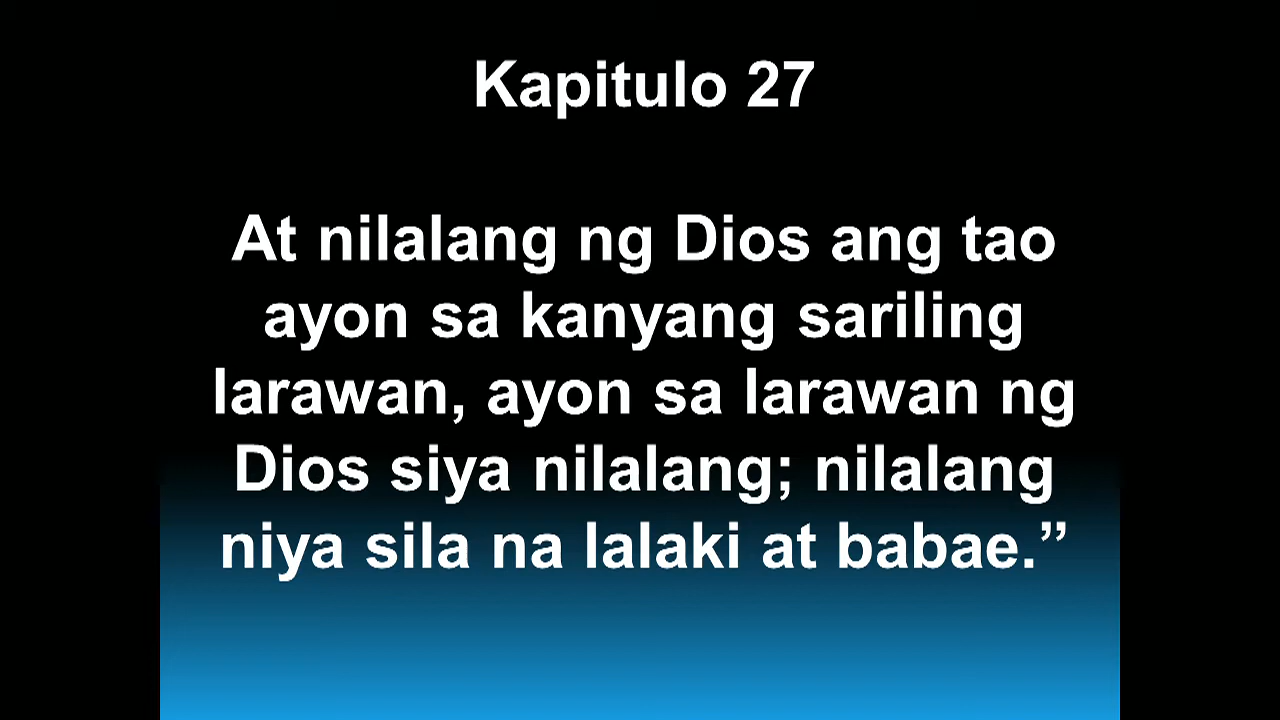 Kapitulo 27
At nilalang ng Dios ang tao
ayon sa kanyang sariling
larawan, ayon sa larawan ng
Dios siya nilalang; nilalang
niya sila na lalaki at babae.”